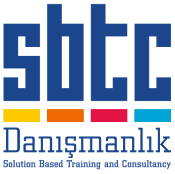 sbtc
Danışmanlık
Solution Based Training and Consultancy